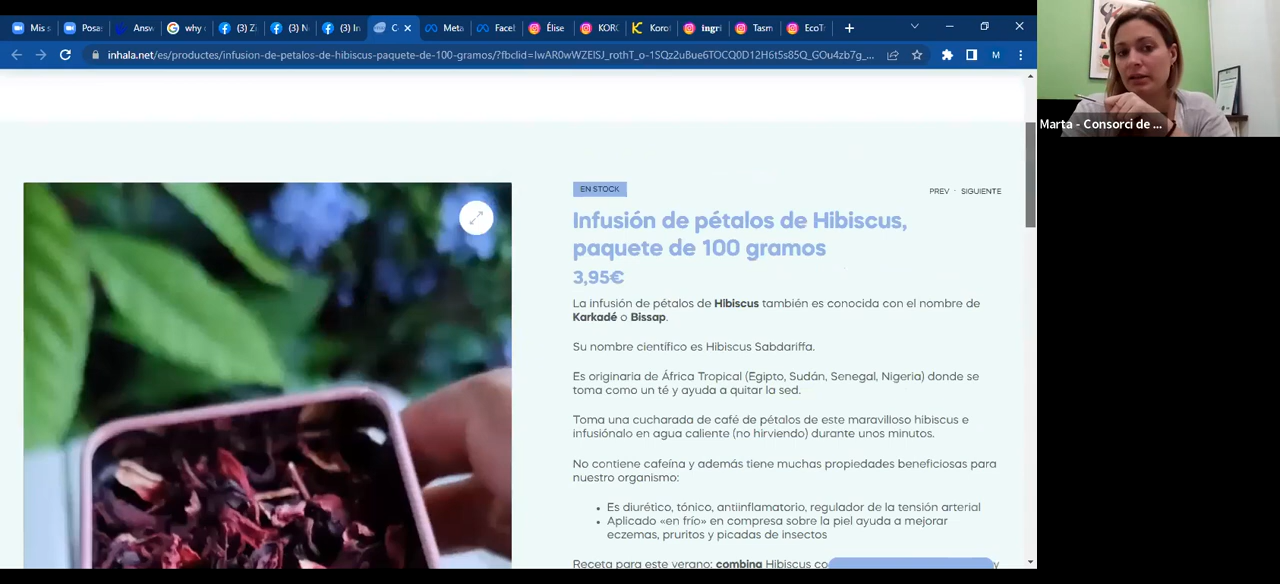 Mis s
Posa
Answ
why
(3) Z
(3) N
(3) In
C
Meta
Facel
Élise
KORO
Korot
ingri
Tasm
EcoTr
inhala.net/es/productes/infusion-de-petalos-de-hibiscus-paquete-de-100-gramos/?fbclid=IwAR0wWZEISJ_rothT_o-1SQz2uBue6TOCQ0D12H6t5s85Q_GOu4zb7g_...
M
Marta - Consorci de ...
EN STOCK
PREV · SIGUIENTE
Infusión de pétalos de Hibiscus,
paquete de 100 gramos
3,95€
La infusión de pétalos de Hibiscus también es conocida con el nombre de
Karkadé o Bissap.
Su nombre científico es Hibiscus Sabdariffa.
Es originaria de África Tropical (Egipto, Sudán, Senegal, Nigeria) donde se
toma como un té y ayuda a quitar la sed.
Toma una cucharada de café de pétalos de este maravilloso hibiscus e
infusiónalo en agua caliente (no hirviendo) durante unos minutos.
No contiene cafeína y además tiene muchas propiedades beneficiosas para
nuestro organismo:
• Es diurético, tónico, antiinflamatorio, regulador de la tensión arterial
• Aplicado «en frío» en compresa sobre la piel ayuda a mejorar
eczemas, pruritos y picadas de insectos
Receta para este verano: combina Hibiscus co
y